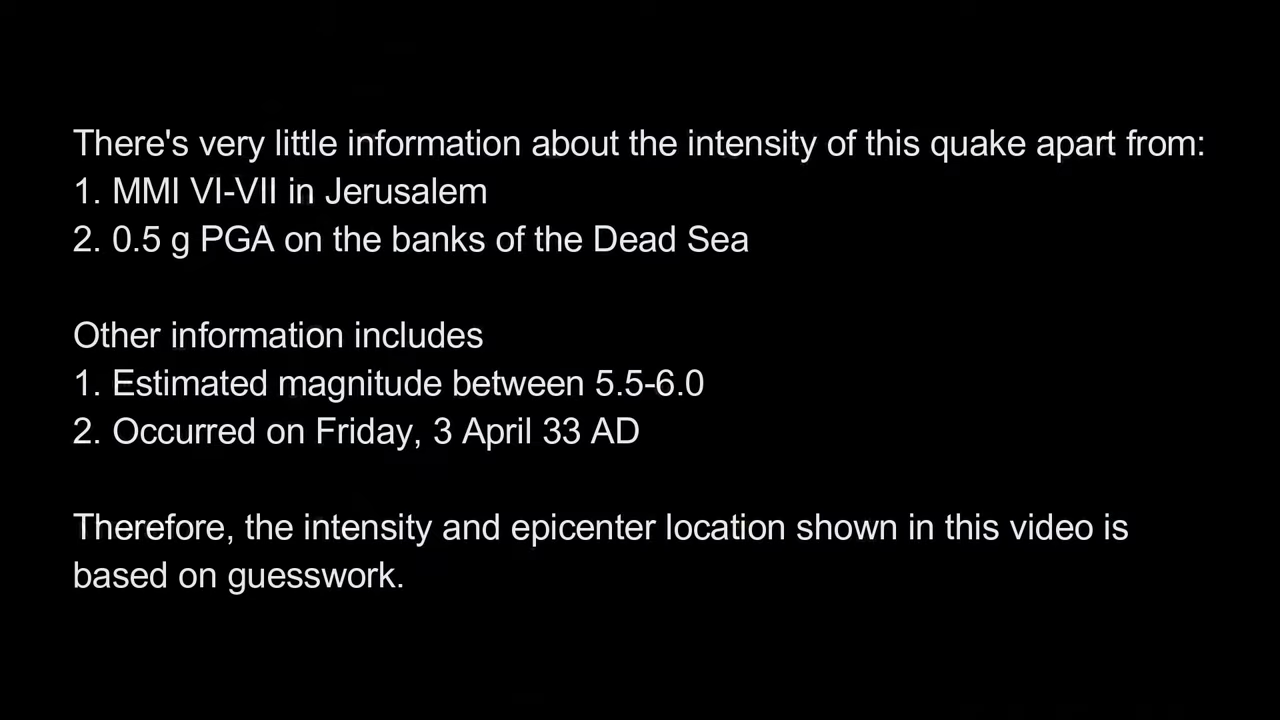 There's very little information about the intensity of this quake apart from:
1. MMI VI-VII in Jerusalem
2. 0.5 g PGA on the banks of the Dead Sea
Other information includes
1. Estimated magnitude between 5.5-6.0
2. Occurred on Friday, 3 April 33 AD
Therefore, the intensity and epicenter location shown in this video is
based on guesswork.